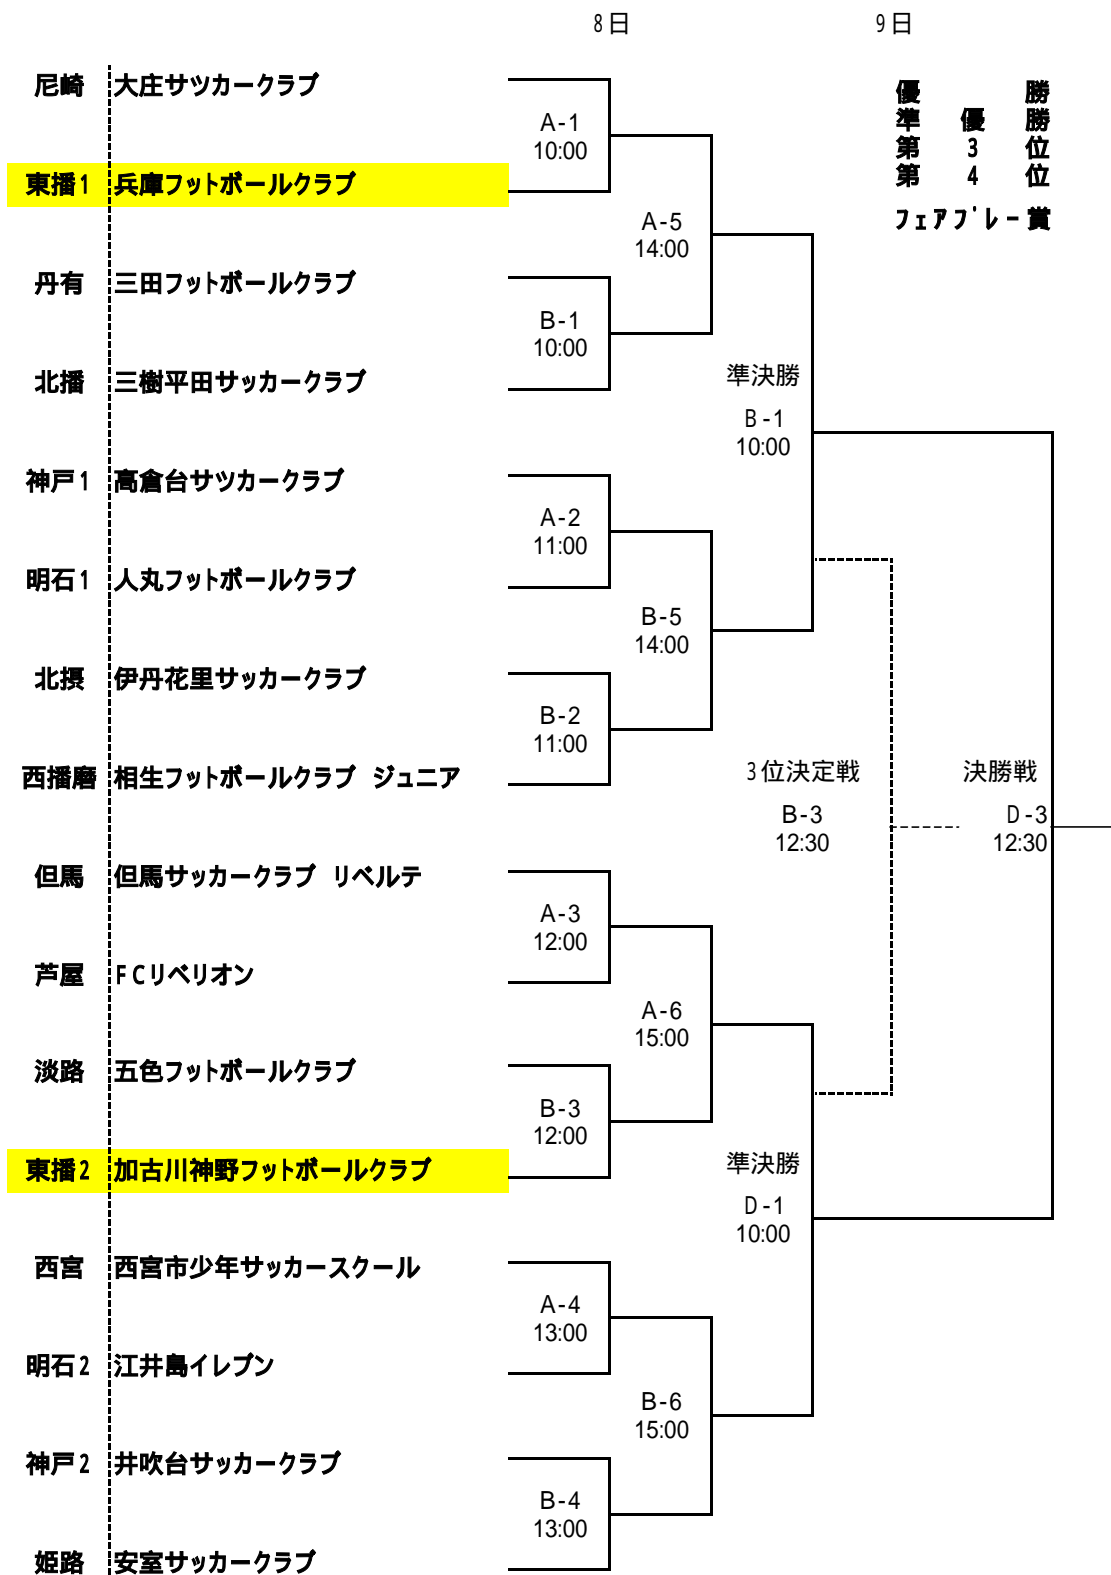 8日 9日
優 勝
準 優 勝
第 3 位
第 4 位
フェアプレー賞
尼崎 大庄サツカークラブ
A-1
10:00
東播1 兵庫フットボールクラブ
A-5
14:00
丹有 三田フットボールクラブ
B-1
10:00
北播 三樹平田サッカークラブ
準決勝
B-1
10:00
神戸1 高倉台サツカークラブ
A-2
11:00
明石1 人丸フットボールクラブ
B-5
14:00
北摂 伊丹花里サッカークラブ
B-2
11:00
西播磨 相生フットボールクラブ ジュニア
3位決定戦 決勝戦
B-3 D-3
12:30 12:30
但馬 但馬サッカークラブ リベルテ
A-3
12:00
芦屋 FCリベリオン
A-6
15:00
淡路 五色フットボールクラブ
B-3
12:00
東播2 加古川神野フットボールクラブ
準決勝
D-1
10:00
西宮 西宮市少年サッカースクール
A-4
13:00
明石2 江井島イレブン
B-6
15:00
神戸2 井吹台サッカークラブ
B-4
13:00
姫路 安室サッカークラブ